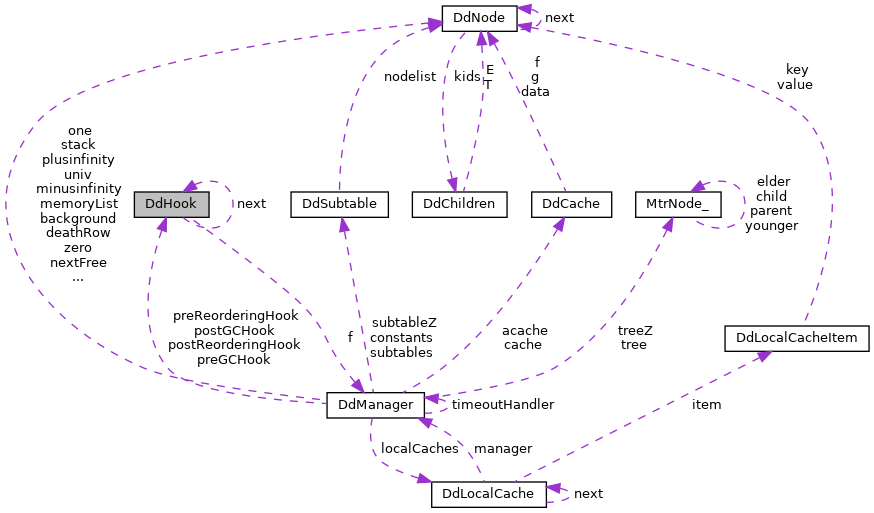 DdNode
next
key
value
nodelist
kids
E
T
f
g
data
one
stack
plusinfinity
univ
minusinfinity
memoryList
background
deathRow
zero
nextFree
...
DdHook
next
DdSubtable
DdChildren
DdCache
MtrNode_
elder
child
parent
younger
preReorderingHook
postGCHook
postReorderingHook
preGCHook
f
subtableZ
constants
subtables
acache
cache
treeZ
tree
DdLocalCacheItem
DdManager
timeoutHandler
item
localCaches
manager
DdLocalCache
next